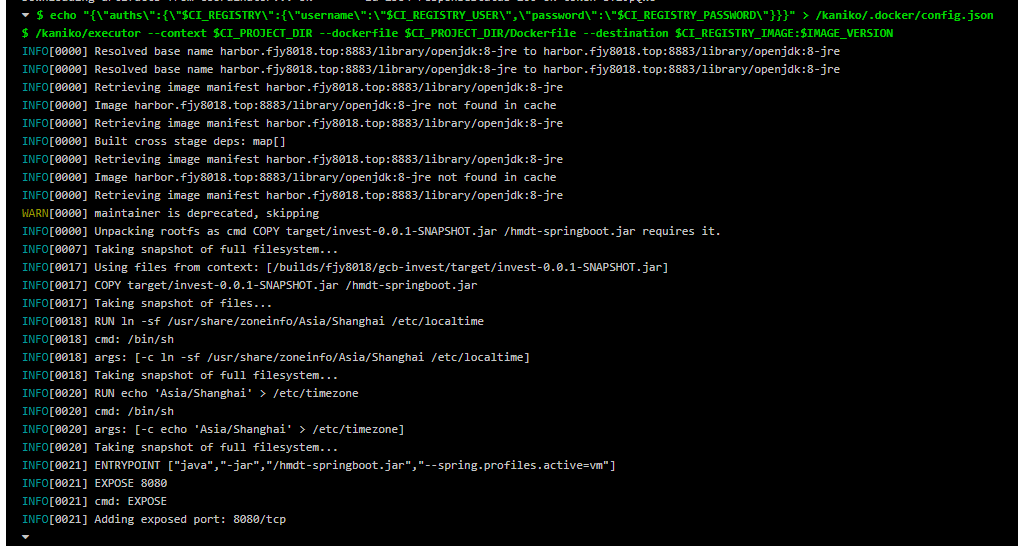 $ echo "{\"auths\":{\"$CI_REGISTRY\":{\"username\":\"$CI_REGISTRY_USER\",\"password\":\"$CI_REGISTRY_PASSWORD\"}}}" > /kaniko/.docker/config.json
$ /kaniko/executor --context $CI_PROJECT_DIR --dockerfile $CI_PROJECT_DIR/Dockerfile --destination $CI_REGISTRY_IMAGE:$IMAGE_VERSION
INFO[0000] Resolved base name harbor.fjy8018.top:8883/library/openjdk:8-jre to harbor.fjy8018.top:8883/library/openjdk:8-jre
INFO[0000] Resolved base name harbor.fjy8018.top:8883/library/openjdk:8-jre to harbor.fjy8018.top:8883/library/openjdk:8-jre
INFO[0000] Retrieving image manifest harbor.fjy8018.top:8883/library/openjdk:8-jre
INFO[0000] Image harbor.fjy8018.top:8883/library/openjdk:8-jre not found in cache
INFO[0000] Retrieving image manifest harbor.fjy8018.top:8883/library/openjdk:8-jre
INFO[0000] Built cross stage deps: map[]
INFO[0000] Retrieving image manifest harbor.fjy8018.top:8883/library/openjdk:8-jre
INFO[0000] Image harbor.fjy8018.top:8883/library/openjdk:8-jre not found in cache
INFO[0000] Retrieving image manifest harbor.fjy8018.top:8883/library/openjdk:8-jre
WARN[0000] maintainer is deprecated, skipping
INFO[0000] Unpacking rootfs as cmd COPY target/invest-0.0.1-SNAPSHOT.jar /hmdt-springboot.jar requires it.
INFO[0007] Taking snapshot of full filesystem...
INFO[0017] Using files from context: [/builds/fjy8018/gcb-invest/target/invest-0.0.1-SNAPSHOT.jar]
INFO[0017] COPY target/invest-0.0.1-SNAPSHOT.jar /hmdt-springboot.jar
INFO[0017] Taking snapshot of files...
INFO[0018] RUN ln -sf /usr/share/zoneinfo/Asia/Shanghai /etc/localtime
INFO[0018] cmd: /bin/sh
INFO[0018] args: [-c ln -sf /usr/share/zoneinfo/Asia/Shanghai /etc/localtime]
INFO[0018] Taking snapshot of full filesystem...
INFO[0020] RUN echo 'Asia/Shanghai' > /etc/timezone
INFO[0020] cmd: /bin/sh
INFO[0020] args: [-c echo 'Asia/Shanghai' > /etc/timezone]
INFO[0020] Taking snapshot of full filesystem...
INFO[0021] ENTRYPOINT ["java","-jar","/hmdt-springboot.jar","--spring.profiles.active=vm"]
INFO[0021] EXPOSE 8080
INFO[0021] cmd: EXPOSE
INFO[0021] Adding exposed port: 8080/tcp